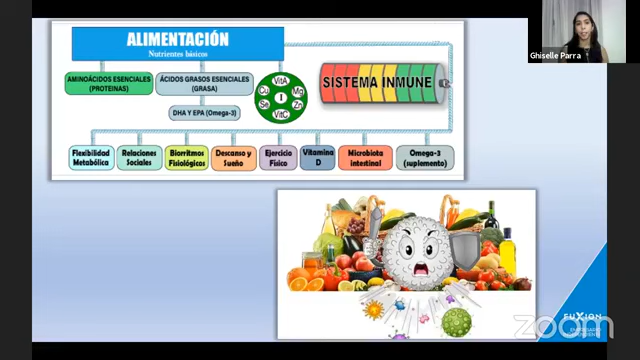 ALIMENTACIÓN
Nutrientes básicos
AMINOÁCIDOS ESENCIALES
(PROTEINAS)
ÁCIDOS GRASOS ESENCIALES
(GRASA)
DHA Y EPA (Omega-3)
VitA
Cu
Mg
I
Se
Zn
VitC
SISTEMA INMUNE
Flexibilidad
Metabólica
Relaciones
Sociales
Biorritmos
Fisiológicos
Descanso y
Sueño
Ejercicio
Físico
Vitamina
D
Microbiota
intestinal
Omega-3
(suplemento)
Ghiselle Parra
FUXION
zoom